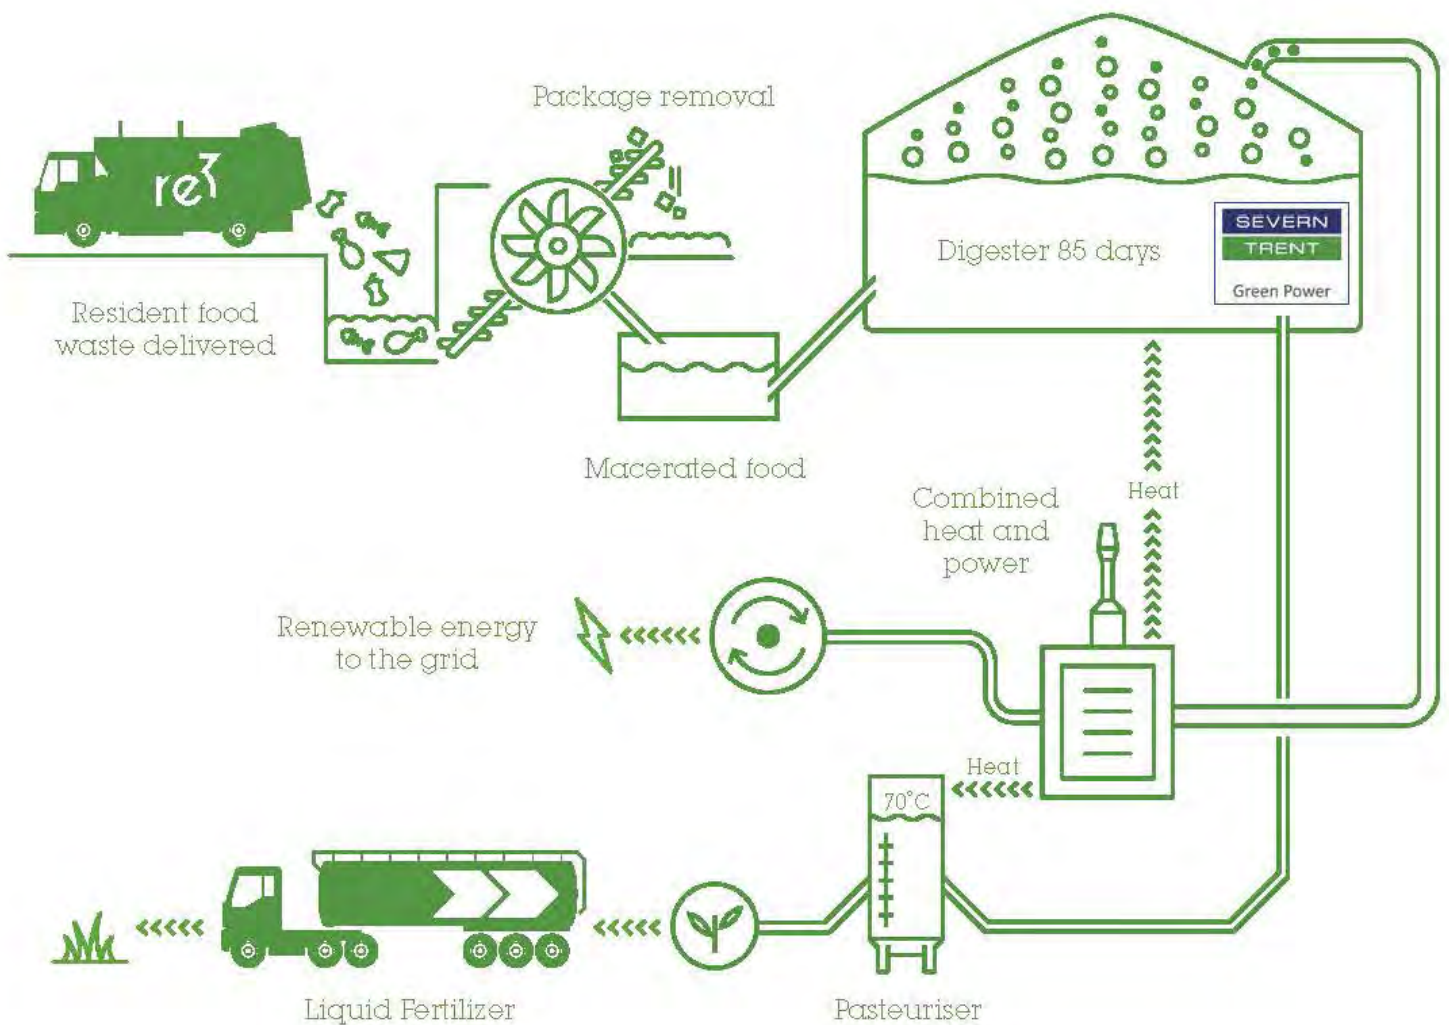 re3
Package removal
Resident food
waste delivered
Digester 85 days
SEVERN
TRENT
Green Power
Macerated food
Heat
Combined
heat and
power
Renewable energy
to the grid
Heat
70°C
Liquid Fertilizer
Pasteuriser